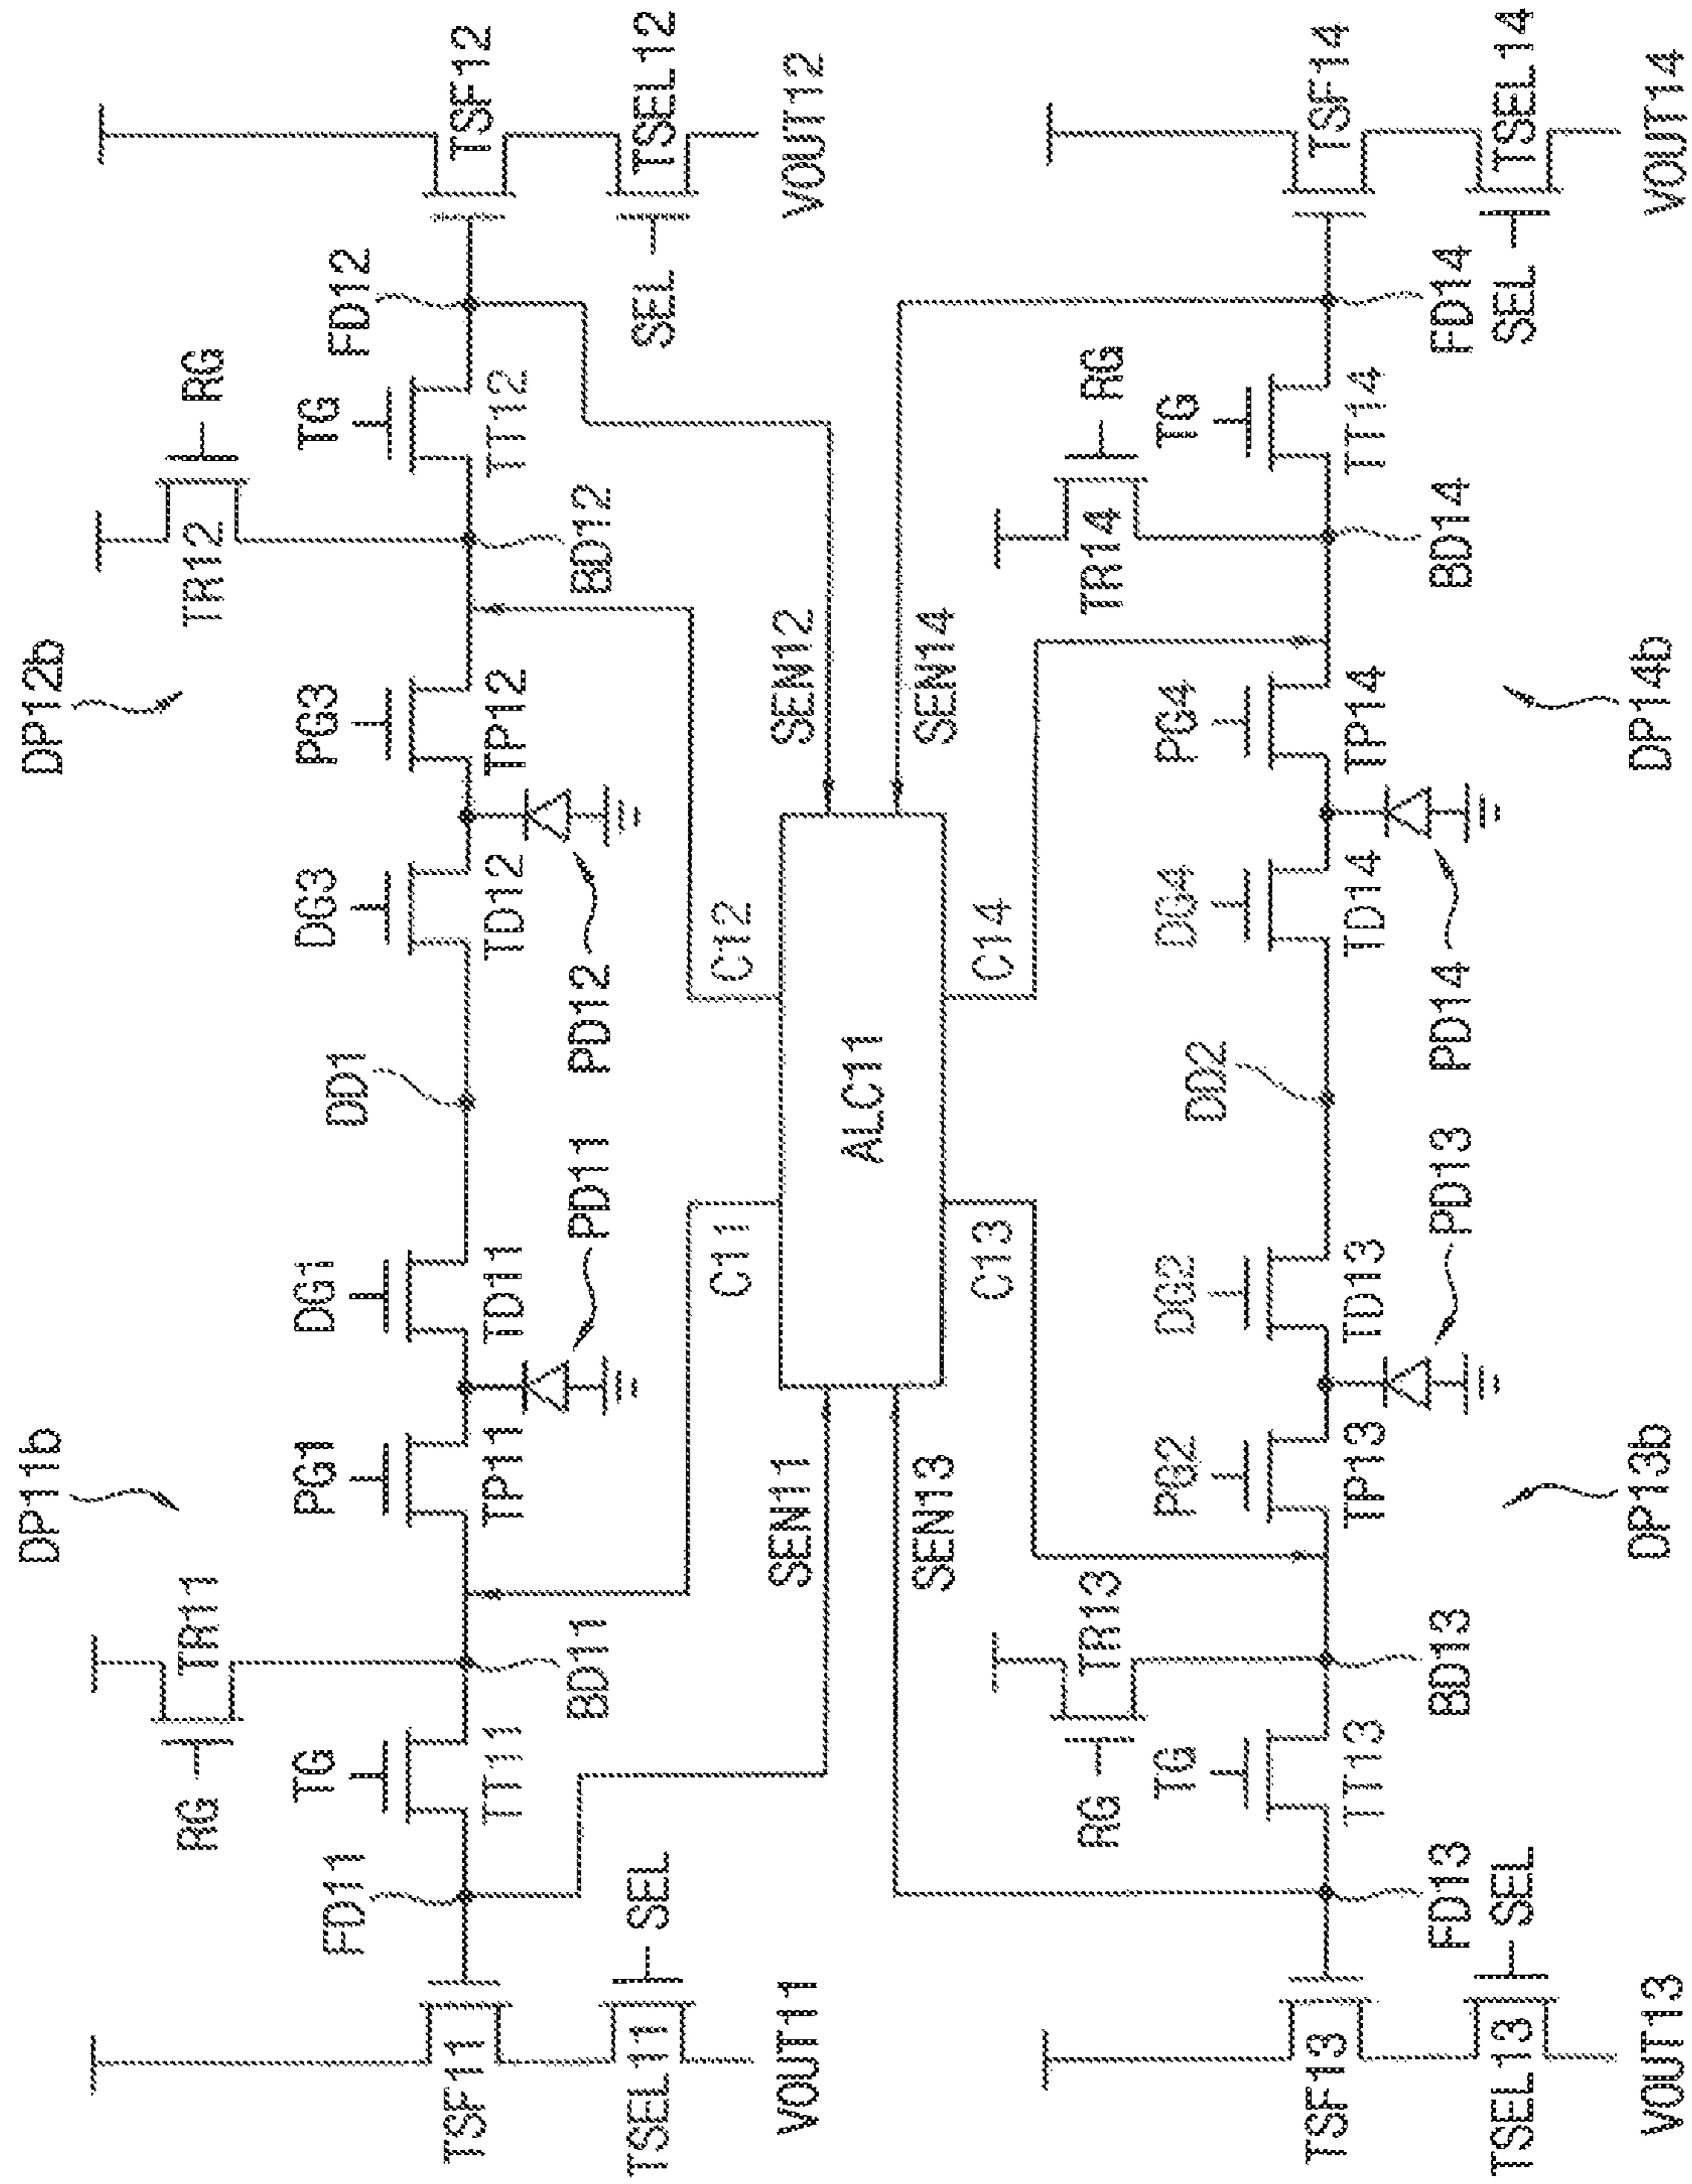 DP11b DP12b
RG TR11 TR12 RG
TG PG1 DG1 DG3 PG3 TG
FD11 DD1 FD12
TSF11 TT11 TP11 TD11 TD12 TP12 TT12 TSF12
BD11 PD11 PD12 BD12
TSEL11 SEL SEL TSEL12
C11 C12
VOUT11 SEN11 SEN12 VOUT12
ALC11
SEN13 SEN14
C13 C14
RG TR13 TR14 RG
TG PG2 DG2 DG4 PG4 TG
DD2
TSF13 TT13 TP13 TD13 TD14 TP14 TT14 TSF14
FD13 BD13 PD13 PD14 BD14 FD14
TSEL13 SEL SEL TSEL14
VOUT13 DP13b DP14b VOUT14